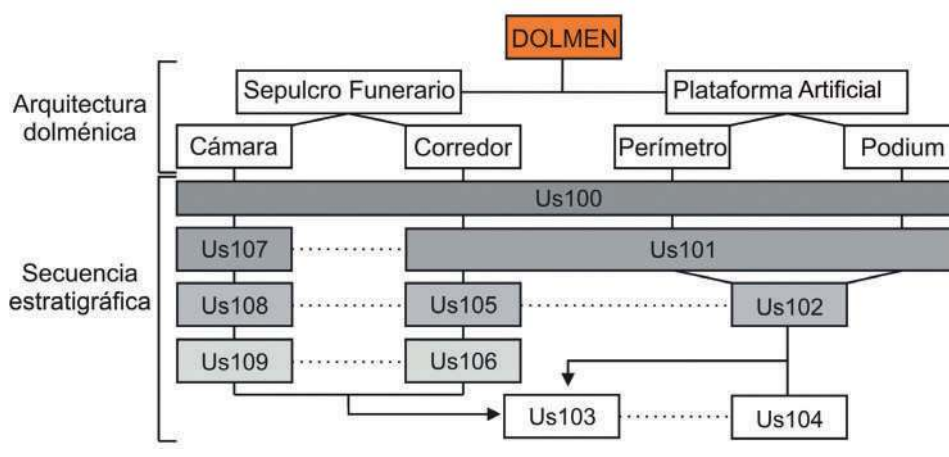 DOLMEN
Arquitectura
dolménica
Sepulcro Funerario
Plataforma Artificial
Cámara
Corredor
Perímetro
Podium
Secuencia
estratigráfica
Us100
Us107
Us101
Us108
Us105
Us102
Us109
Us106
Us103
Us104